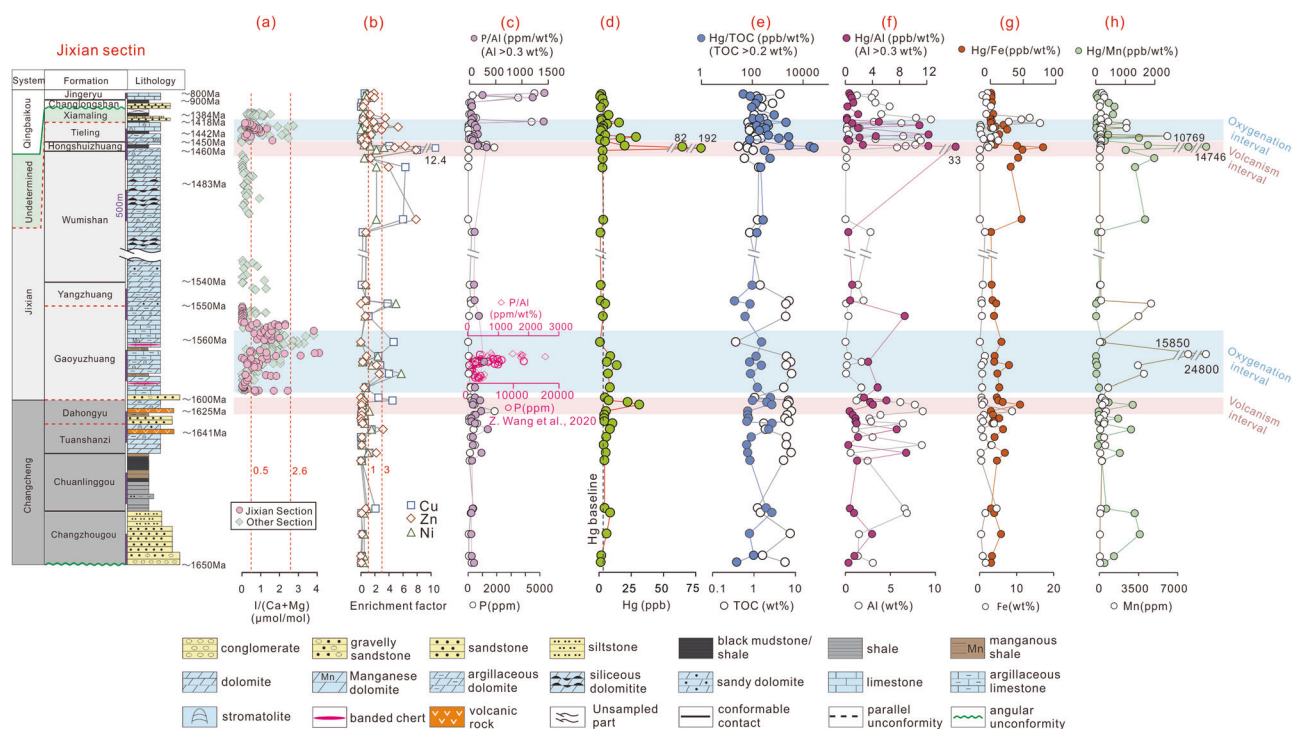 (a)
(b)
(c)
(d)
(e)
(f)
(g)
(h)
P/Al (ppm/wt%)
(Al >0.3 wt%)
Hg/TOC (ppb/wt%)
(TOC >0.2 wt%)
Hg/Al (ppb/wt%)
(Al >0.3 wt%)
Hg/Fe(ppb/wt%)
Hg/Mn(ppb/wt%)
Jixian sectin
System
Formation
Lithology
0 500 1000 1500
1 100 10000
0 4 8 12
0 50 100
0 1000 2000
Qingbaikou
Undetermined
Jixian
Changcheng
Jingeryu
Changlongshan
Xiamaling
Tieling
Hongshuizhuang
Wumishan
Yangzhuang
Gaoyuzhuang
Dahongyu
Tuanshanzi
Chuanlinggou
Changzhougou
500m
Mn
~800Ma
~900Ma
~1384Ma
~1418Ma
~1442Ma
~1450Ma
~1460Ma
~1483Ma
~1540Ma
~1550Ma
~1560Ma
~1600Ma
~1625Ma
~1641Ma
~1650Ma
12.4
82
192
33
10769
14746
15850
24800
Oxygenation
interval
Volcanism
interval
Oxygenation
interval
Volcanism
interval
P/Al
(ppm/wt%)
0 1000 2000 3000
0 10000 20000
P(ppm)
Z. Wang et al., 2020
0.5
2.6
1
3
Jixian Section
Other Section
Cu
Zn
Ni
Hg baseline
0 1 2 3 4
0 2 4 6 8 10
0 2500 5000
0 25 50 75
0.1 1 10
0 5 10
0 10 20
0 3500 7000
I/(Ca+Mg)
(μmol/mol)
Enrichment factor
P(ppm)
Hg (ppb)
TOC (wt%)
Al (wt%)
Fe(wt%)
Mn(ppm)
conglomerate
gravelly
sandstone
sandstone
siltstone
black mudstone/
shale
shale
Mn
manganous
shale
dolomite
Mn
Manganese
dolomite
argillaceous
dolomite
siliceous
dolomitite
sandy dolomite
limestone
argillaceous
limestone
stromatolite
banded chert
volcanic
rock
Unsampled
part
conformable
contact
parallel
unconformity
angular
unconformity